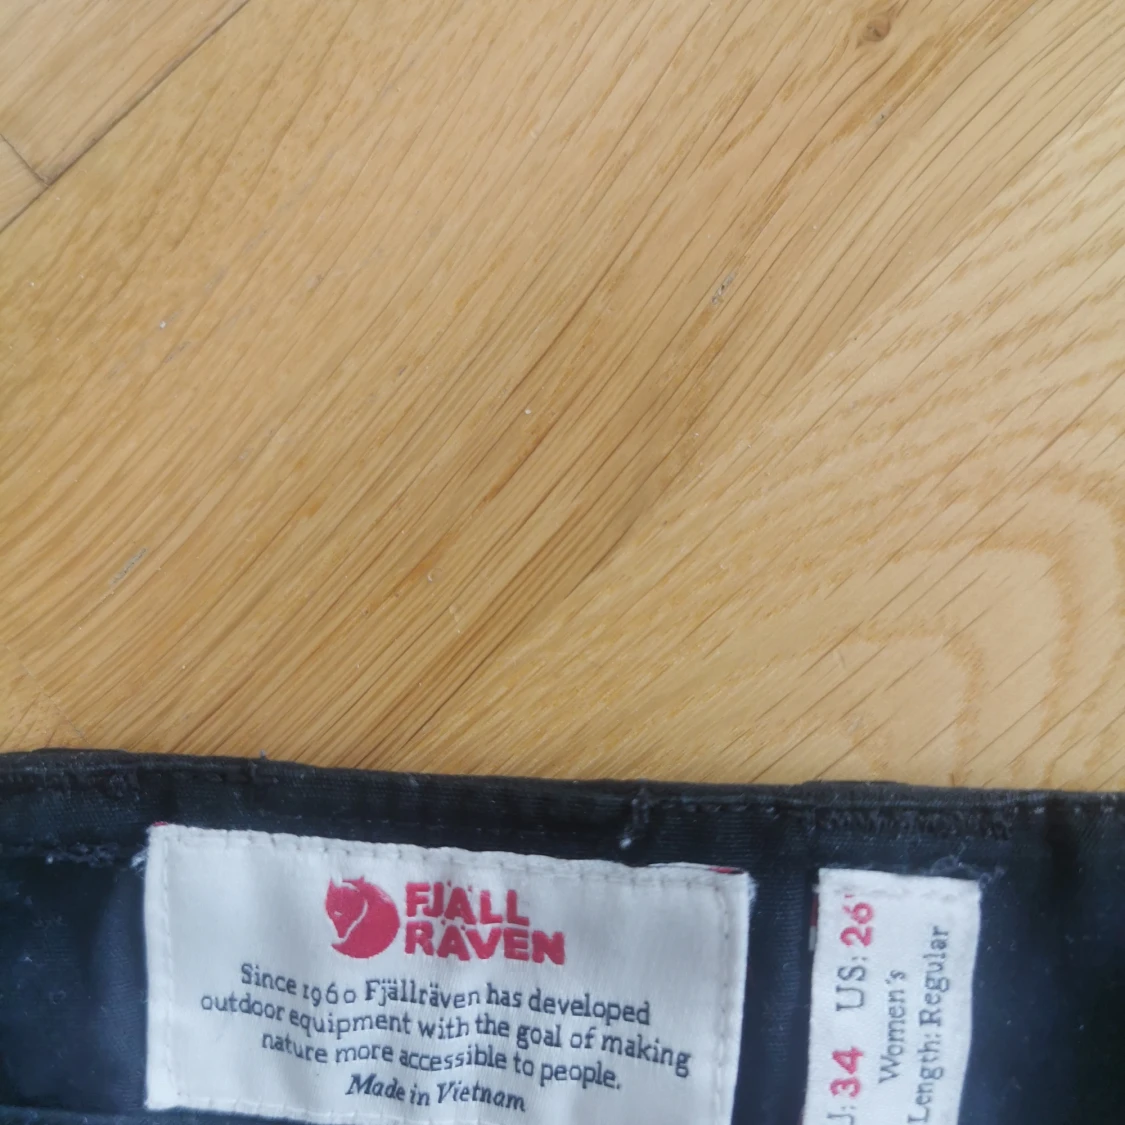 FJÄLL
RÄVEN
Since 1960 Fjällräven has developed
outdoor equipment with the goal of making
nature more accessible to people.
Made in Vietnam
34 US: 26"
Women's
Length: Regular